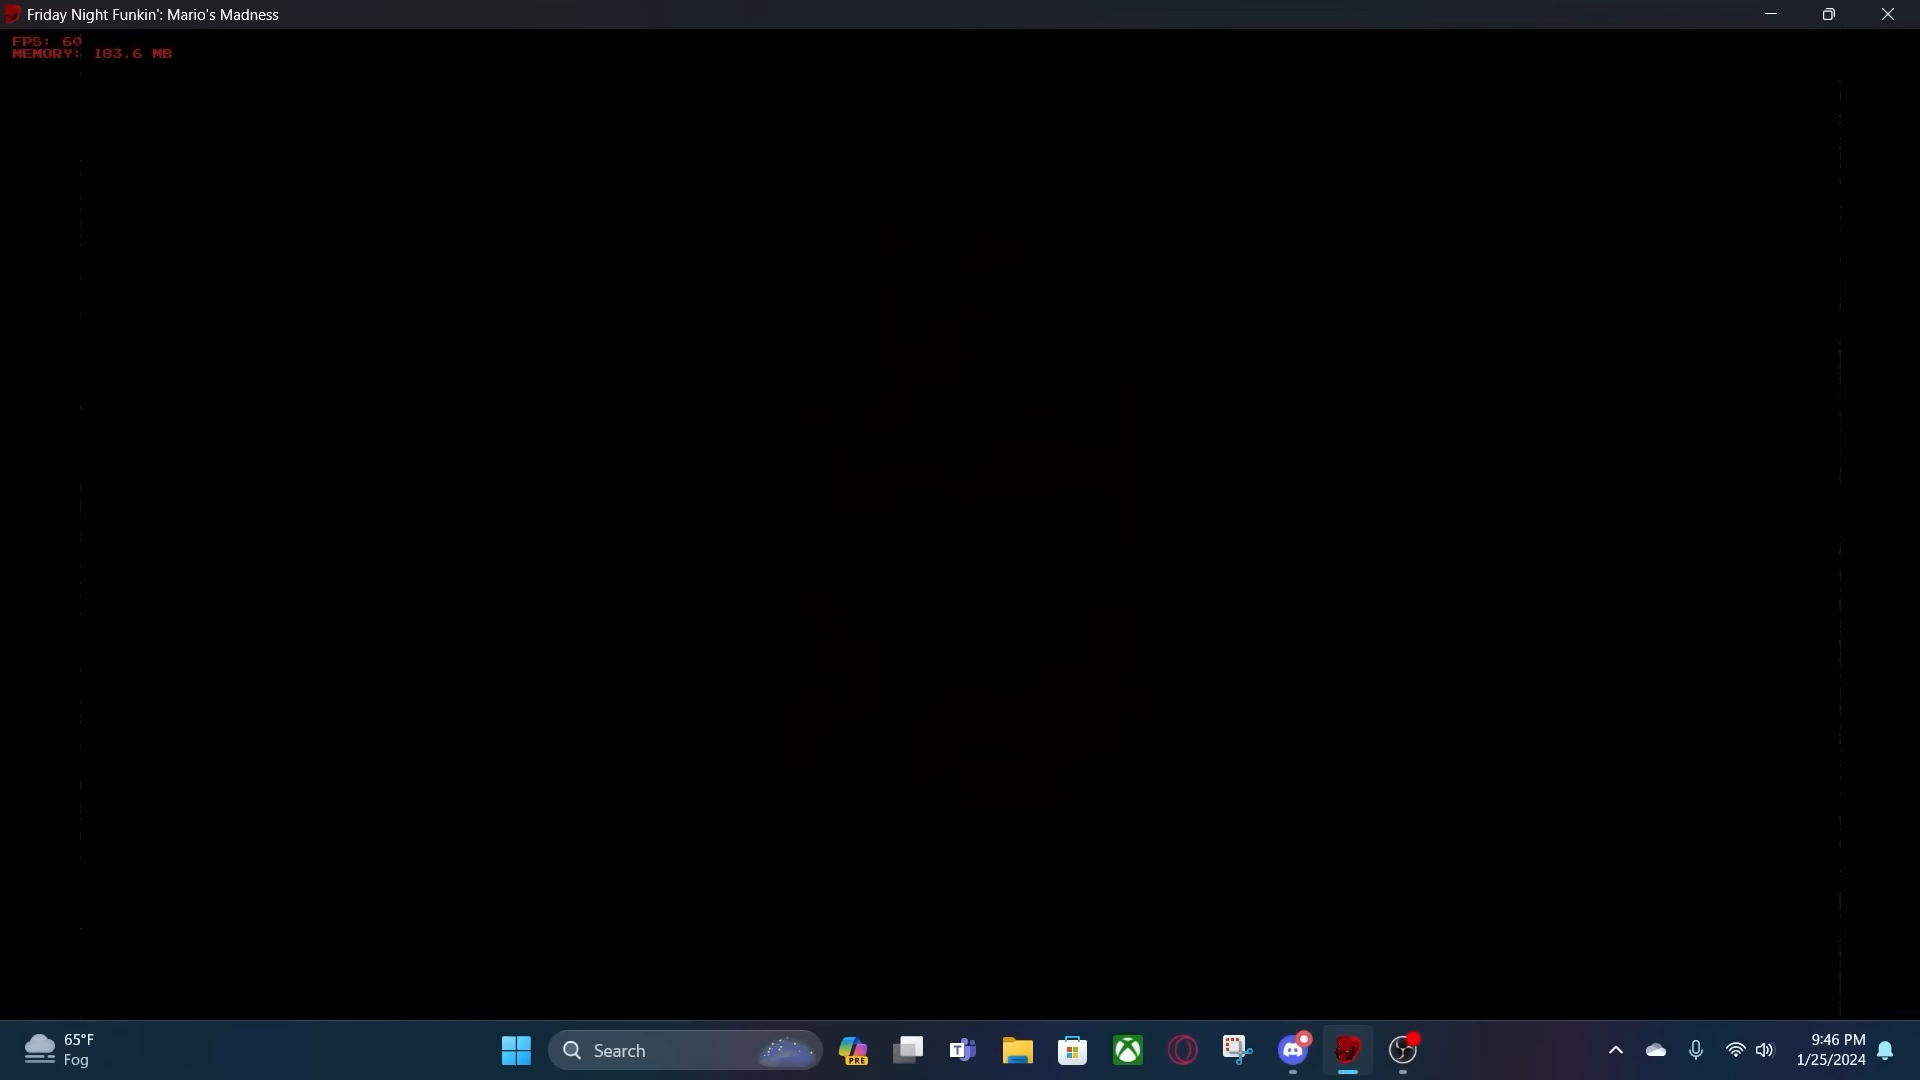 Friday Night Funkin': Mario's Madness
FPS: 60
MEMORY: 183.6 MB
65°F
Fog
Search
PRE
T
9:46 PM
1/25/2024